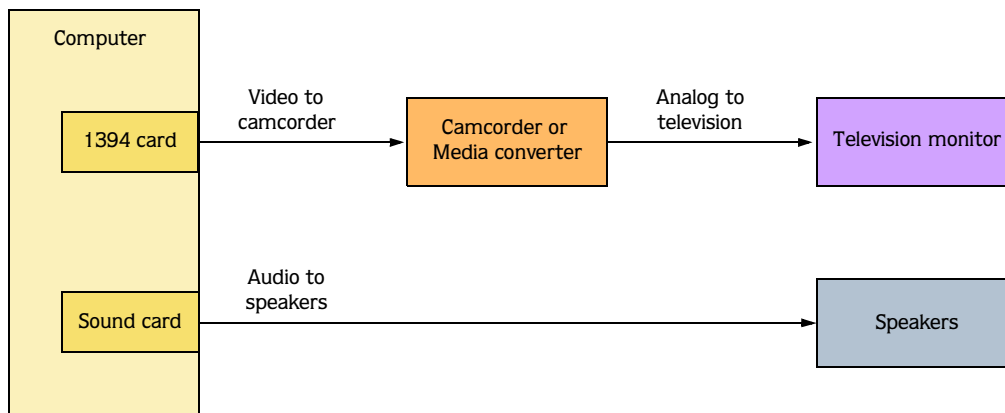 Computer
1394 card
Video to
camcorder
Camcorder or
Media converter
Analog to
television
Television monitor
Sound card
Audio to
speakers
Speakers